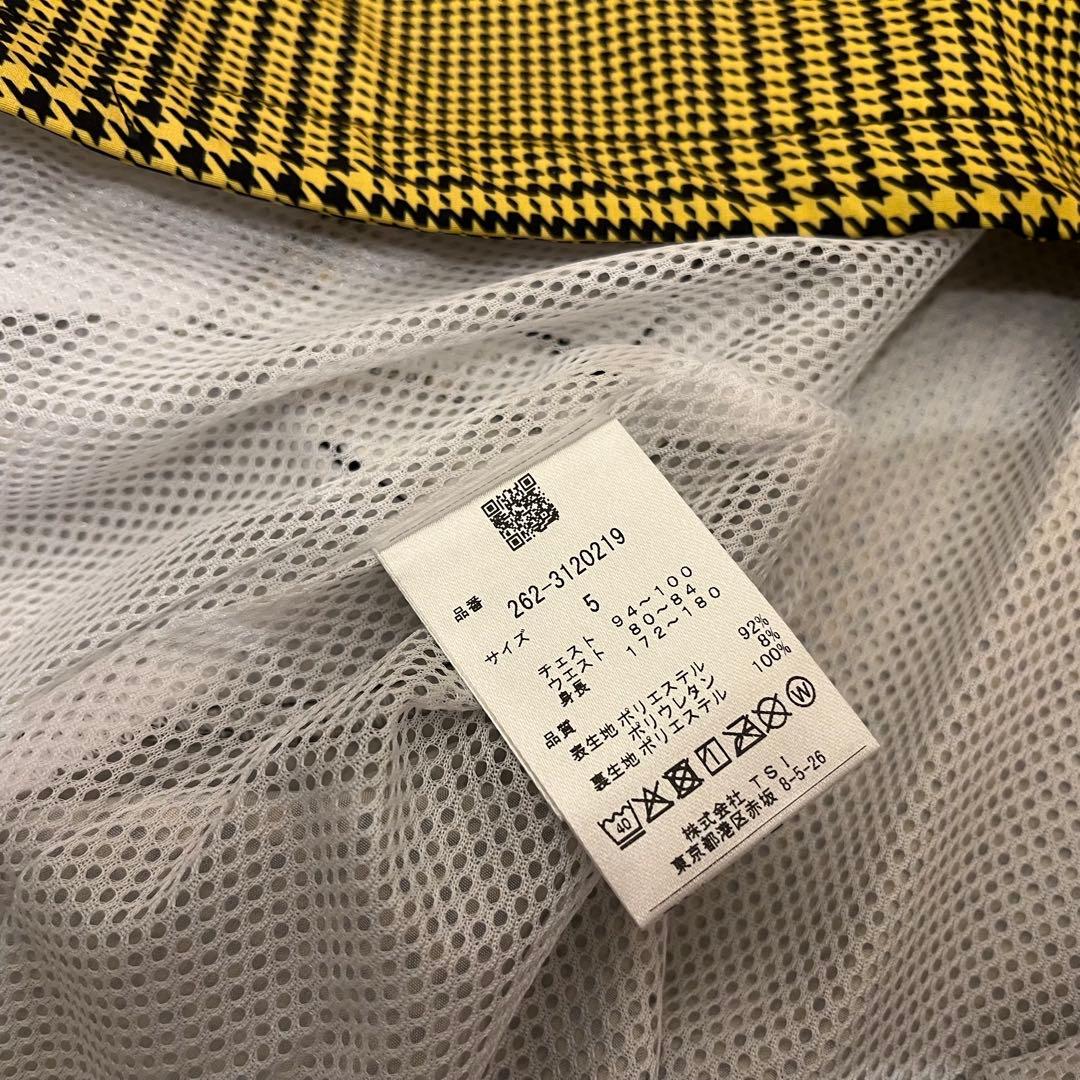 品番 262-3120219
サイズ 5
チェスト 94~100
ウエスト 80~84
身長 172~180
品質
表生地 ポリエステル 92%
ポリウレタン 8%
裏生地 ポリエステル 100%
40 W
株式会社 TSI
東京都港区赤坂 8-5-26